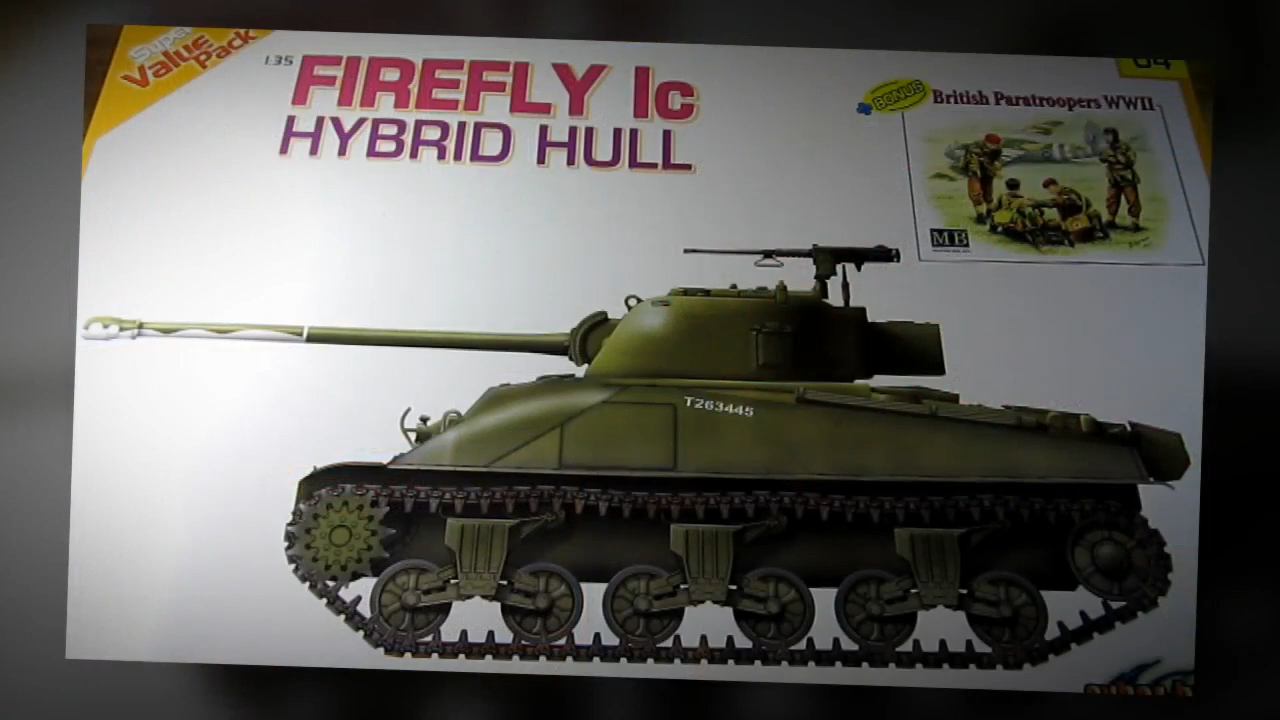 Super
Value
Pack
1:35
FIREFLY Ic
HYBRID HULL
BONUS
British Paratroopers WWII
MB
T263445